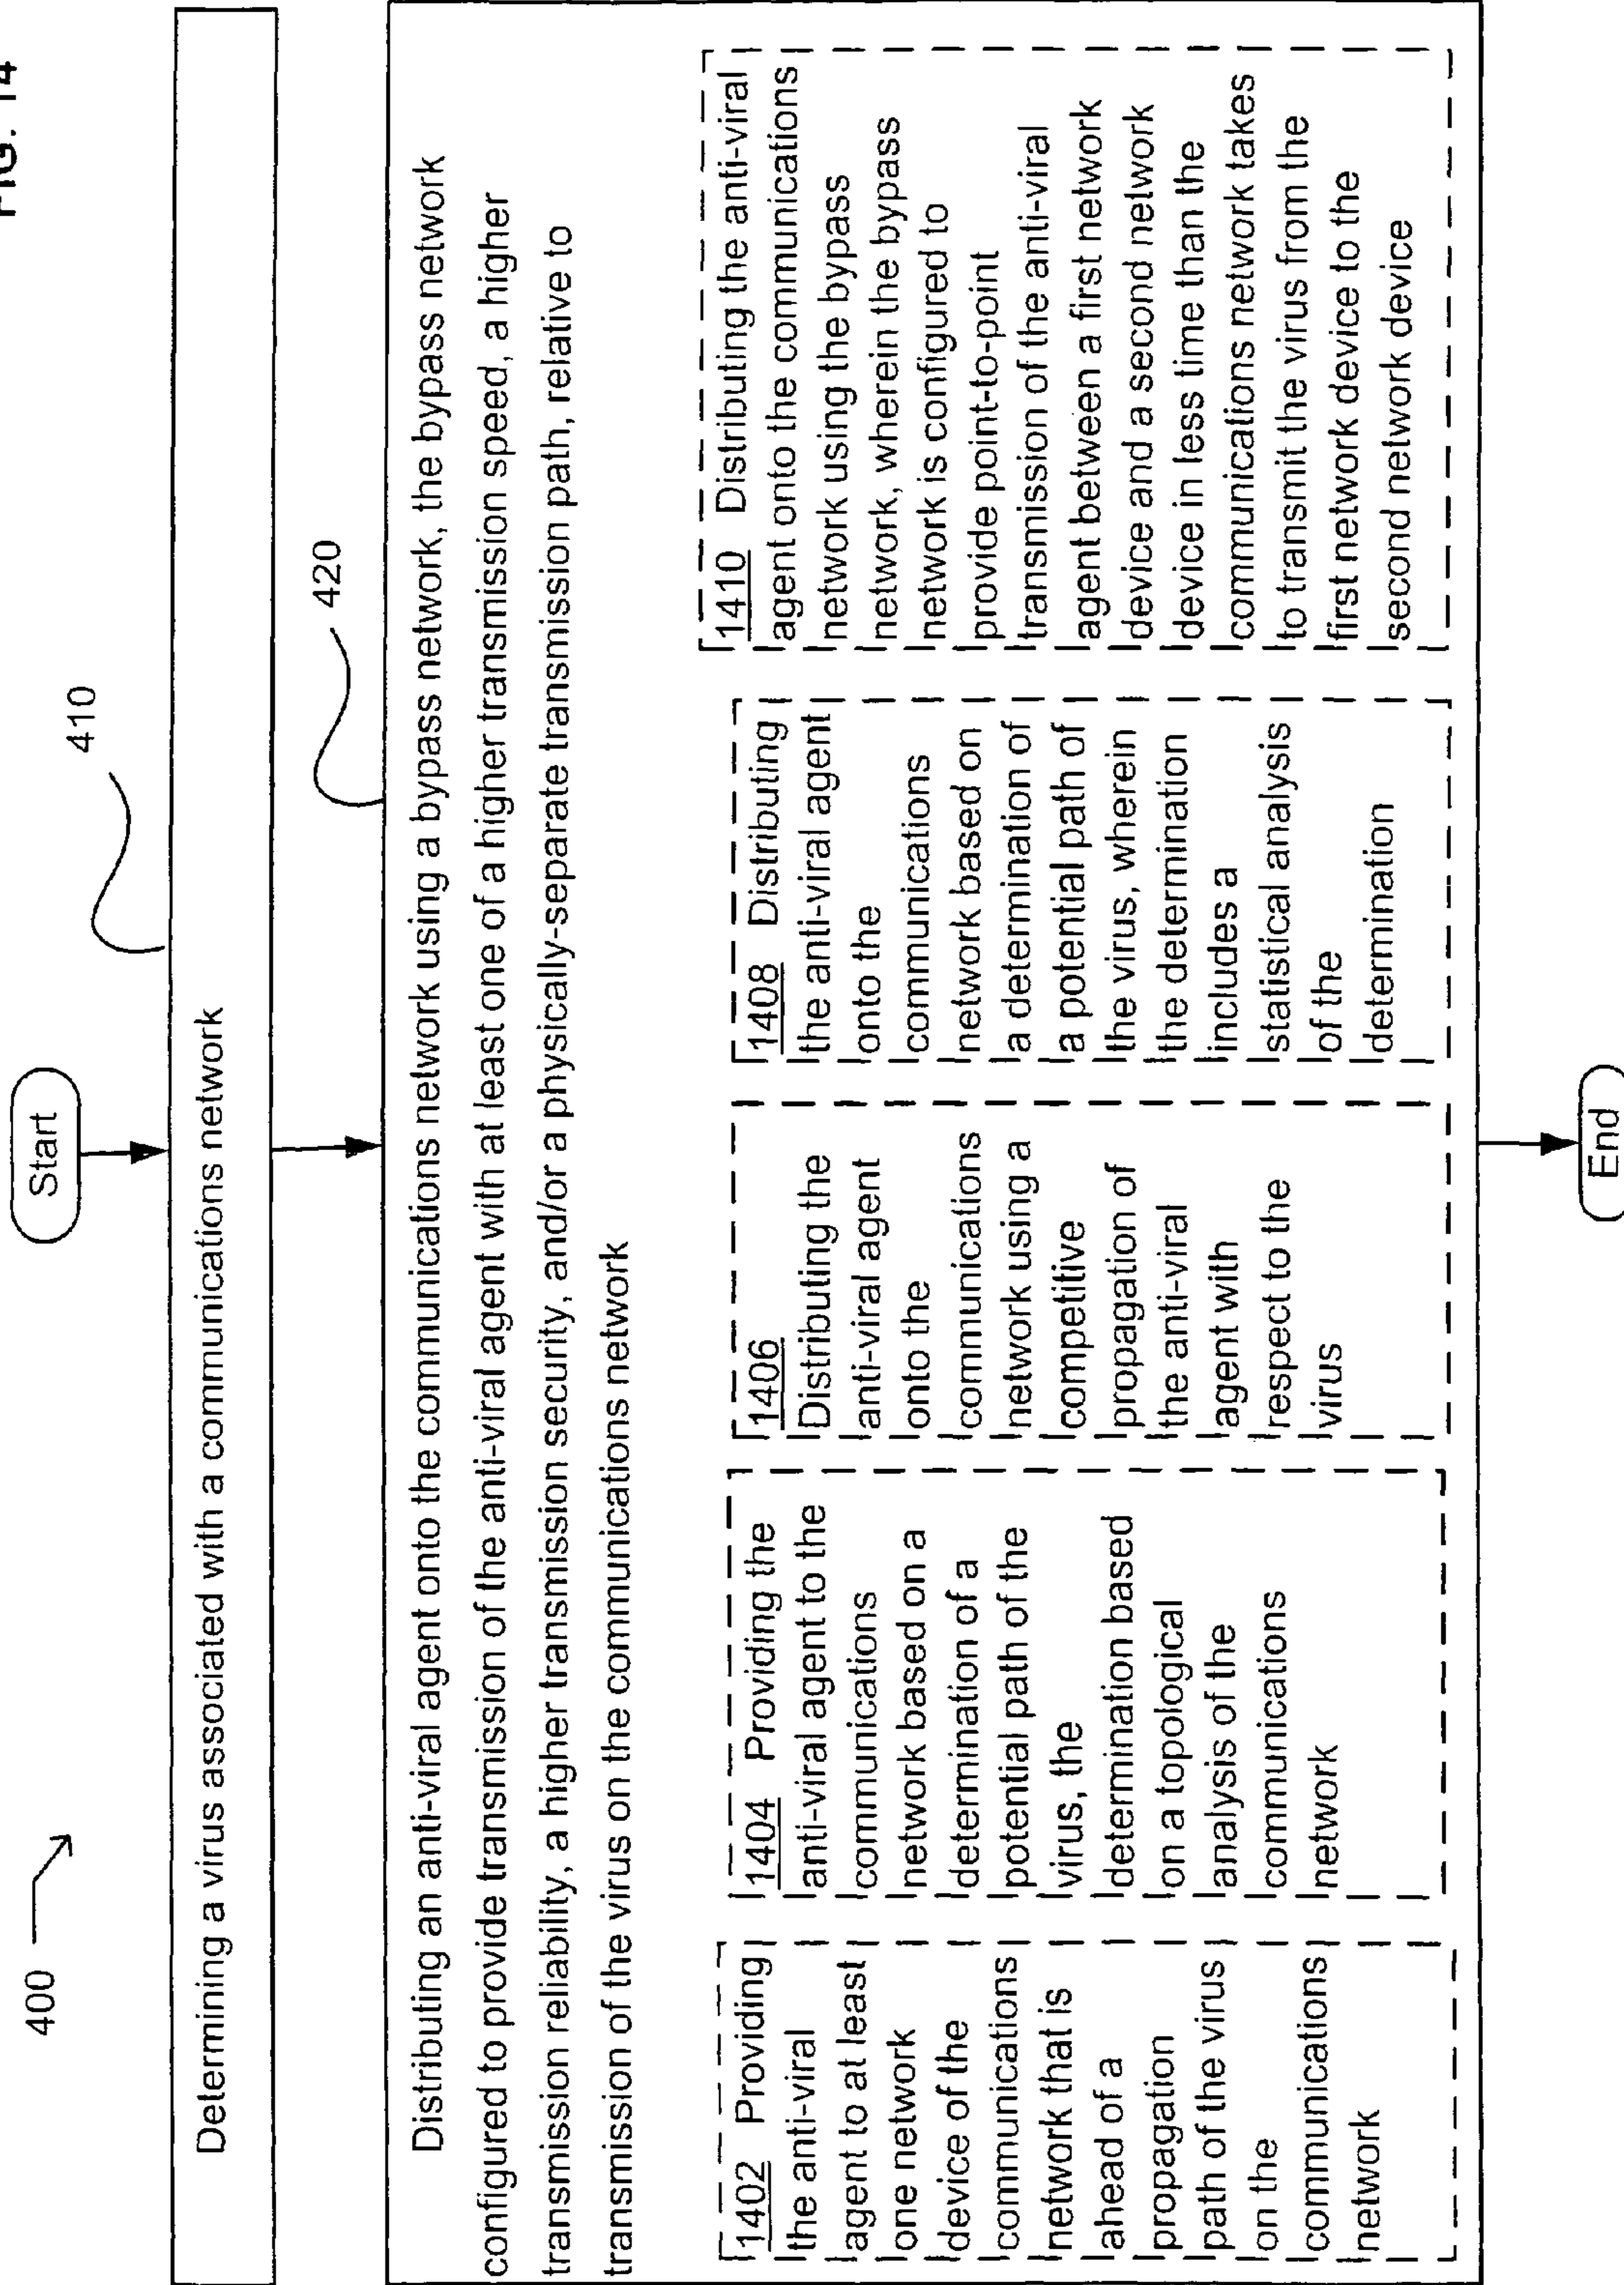 FIG. 14
400
Start
410
Determining a virus associated with a communications network
420
Distributing an anti-viral agent onto the communications network using a bypass network, the bypass network
configured to provide transmission of the anti-viral agent with at least one of a higher transmission speed, a higher
transmission reliability, a higher transmission security, and/or a physically-separate transmission path, relative to
transmission of the virus on the communications network
1402 Providing
the anti-viral
agent to at least
one network
device of the
communications
network that is
ahead of a
propagation
path of the virus
on the
communications
network
1404 Providing the
anti-viral agent to the
communications
network based on a
determination of a
potential path of the
virus, the
determination based
on a topological
analysis of the
communications
network
1406
Distributing the
anti-viral agent
onto the
communications
network using a
competitive
propagation of
the anti-viral
agent with
respect to the
virus
1408 Distributing
the anti-viral agent
onto the
communications
network based on
a determination of
a potential path of
the virus, wherein
the determination
includes a
statistical analysis
of the
determination
1410 Distributing the anti-viral
agent onto the communications
network using the bypass
network, wherein the bypass
network is configured to
provide point-to-point
transmission of the anti-viral
agent between a first network
device and a second network
device in less time than the
communications network takes
to transmit the virus from the
first network device to the
second network device
End